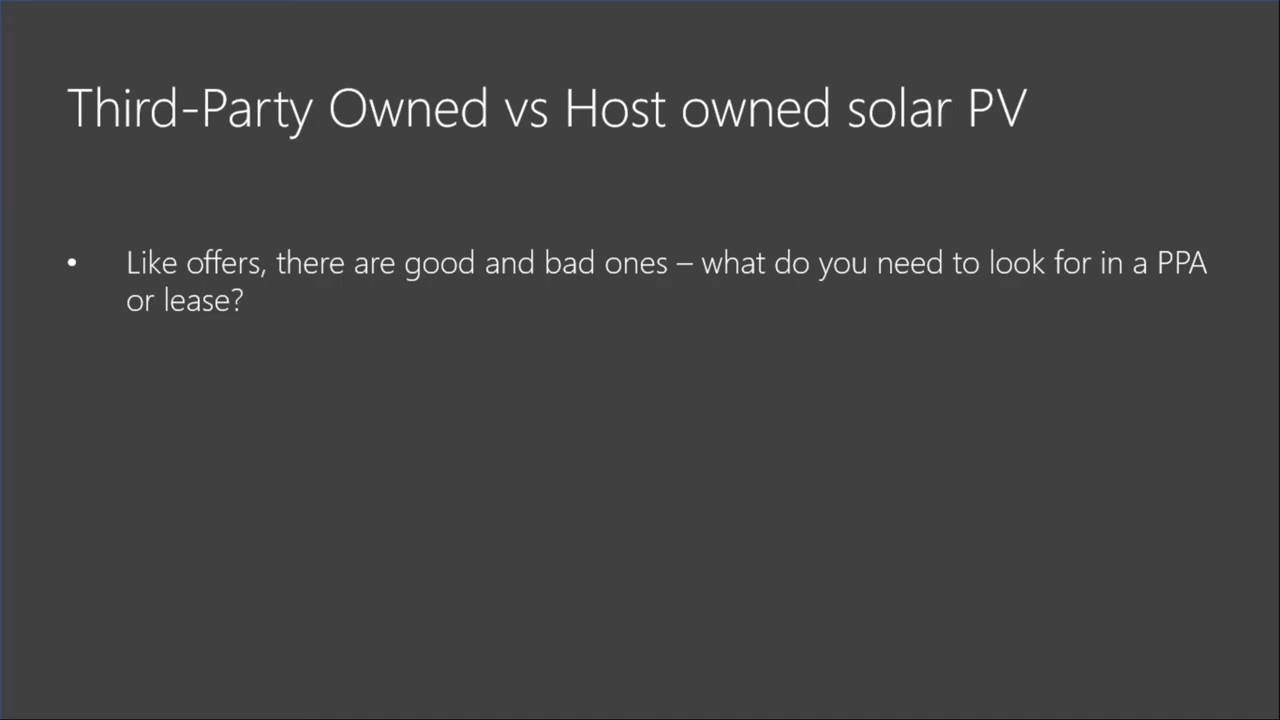 Third-Party Owned vs Host owned solar PV
• Like offers, there are good and bad ones – what do you need to look for in a PPA
or lease?